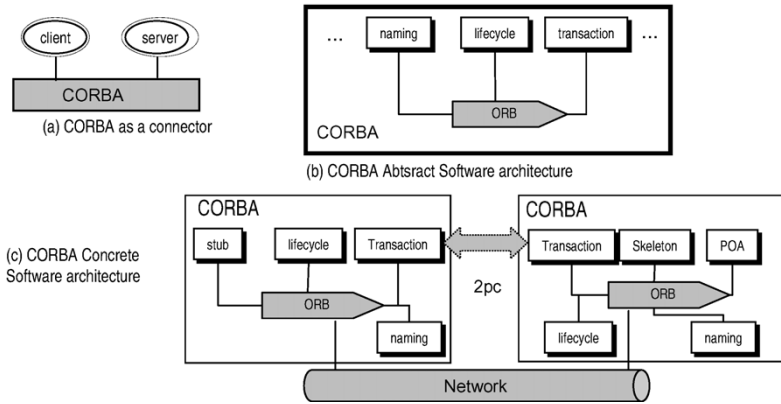 client
server
CORBA
(a) CORBA as a connector
...
naming
lifecycle
transaction
...
ORB
CORBA
(b) CORBA Abtsract Software architecture
(c) CORBA Concrete
Software architecture
CORBA
stub
lifecycle
Transaction
ORB
naming
2pc
CORBA
Transaction
Skeleton
POA
ORB
lifecycle
naming
Network